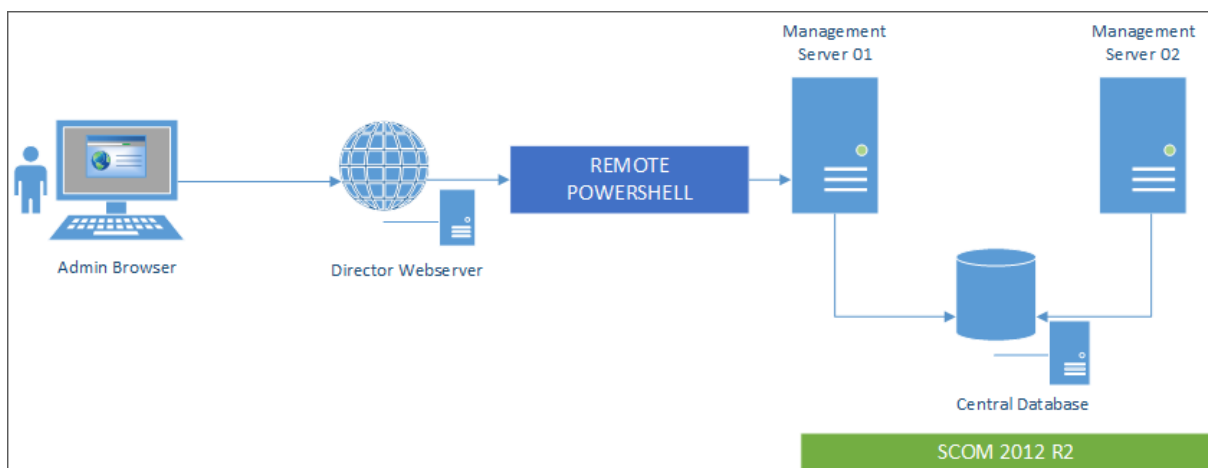 Management
Server 01
Management
Server 02
REMOTE
POWERSHELL
Admin Browser
Director Webserver
Central Database
SCOM 2012 R2